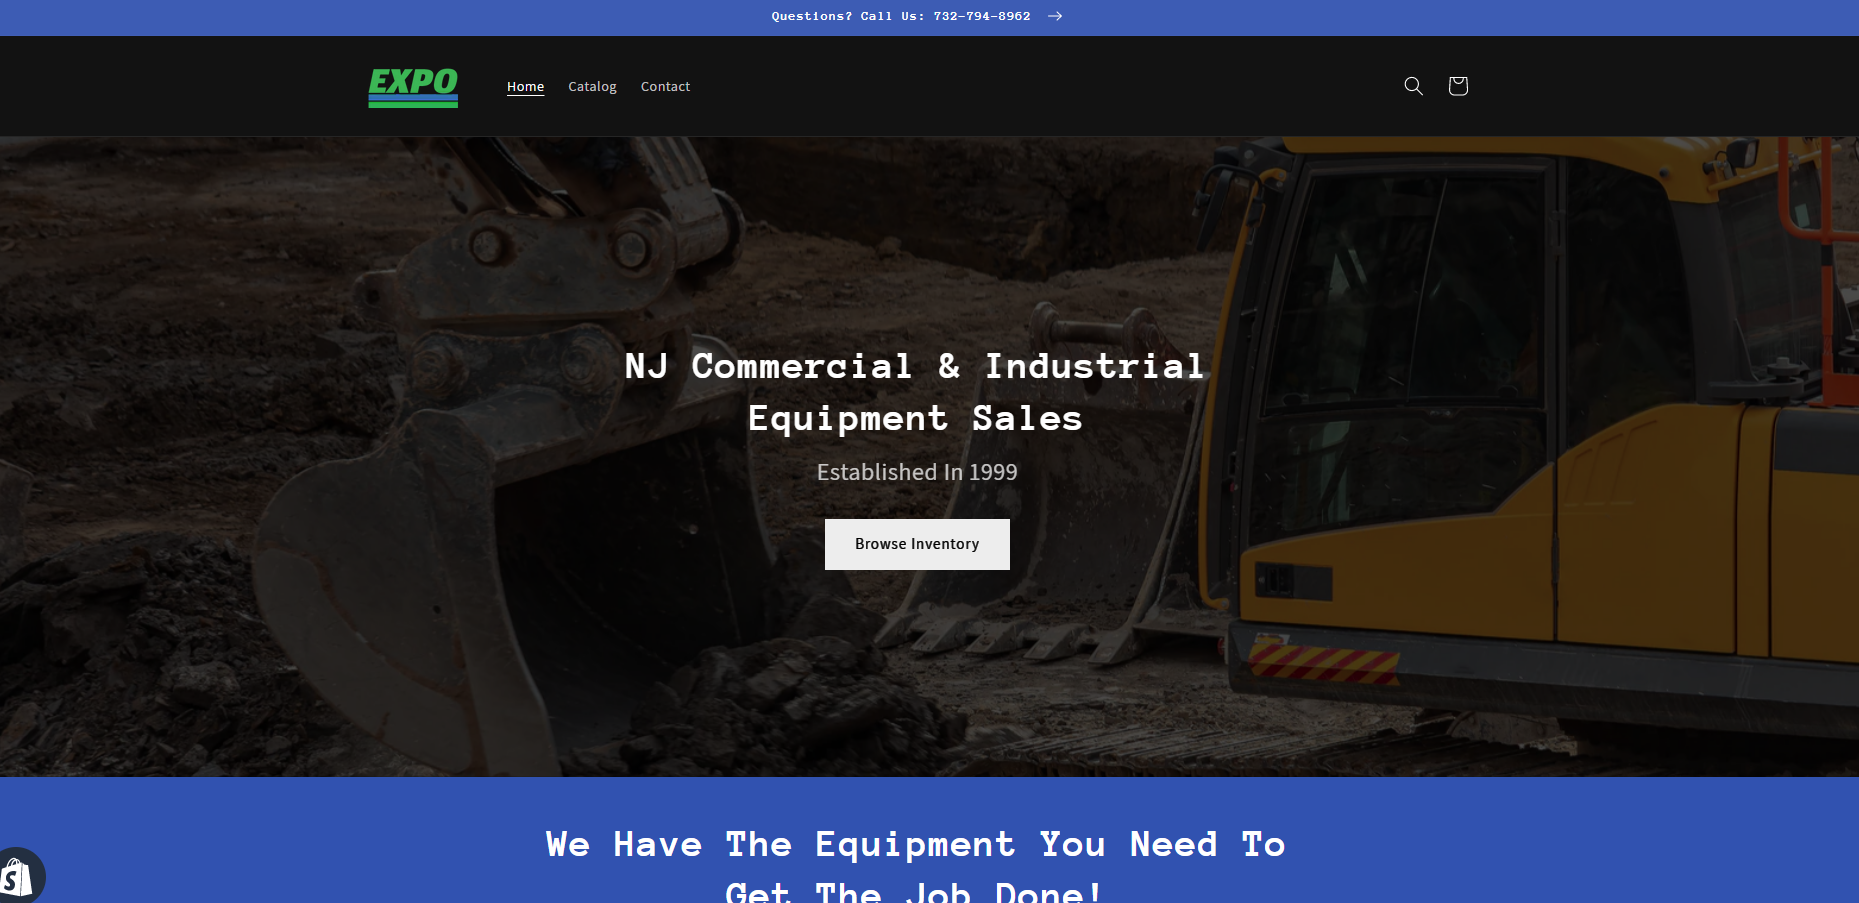 Questions? Call Us: 732-794-8962
EXPO
Home
Catalog
Contact
NJ Commercial & Industrial
Equipment Sales
Established In 1999
Browse Inventory
We Have The Equipment You Need To
Get The Job Done!